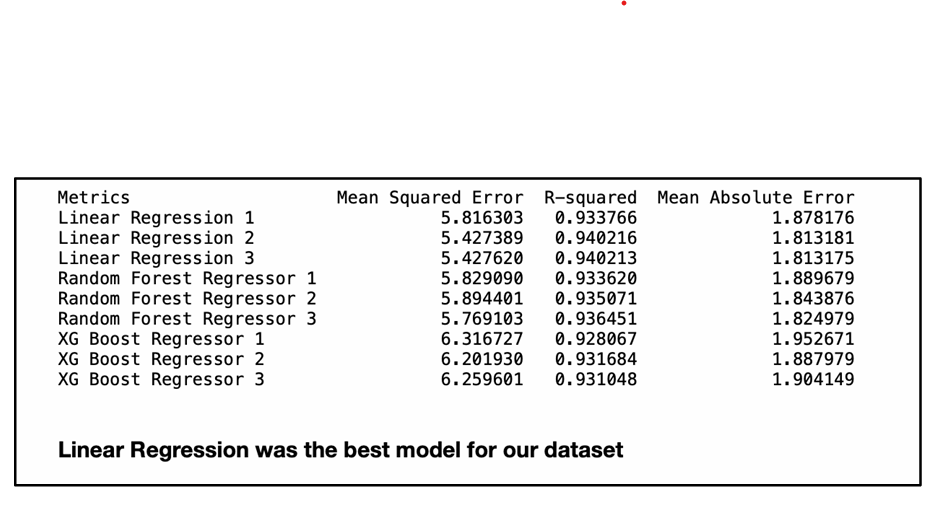 Metrics Mean Squared Error R-squared Mean Absolute Error
Linear Regression 1 5.816303 0.933766 1.878176
Linear Regression 2 5.427389 0.940216 1.813181
Linear Regression 3 5.427620 0.940213 1.813175
Random Forest Regressor 1 5.829090 0.933620 1.889679
Random Forest Regressor 2 5.894401 0.935071 1.843876
Random Forest Regressor 3 5.769103 0.936451 1.824979
XG Boost Regressor 1 6.316727 0.928067 1.952671
XG Boost Regressor 2 6.201930 0.931684 1.887979
XG Boost Regressor 3 6.259601 0.931048 1.904149
Linear Regression was the best model for our dataset